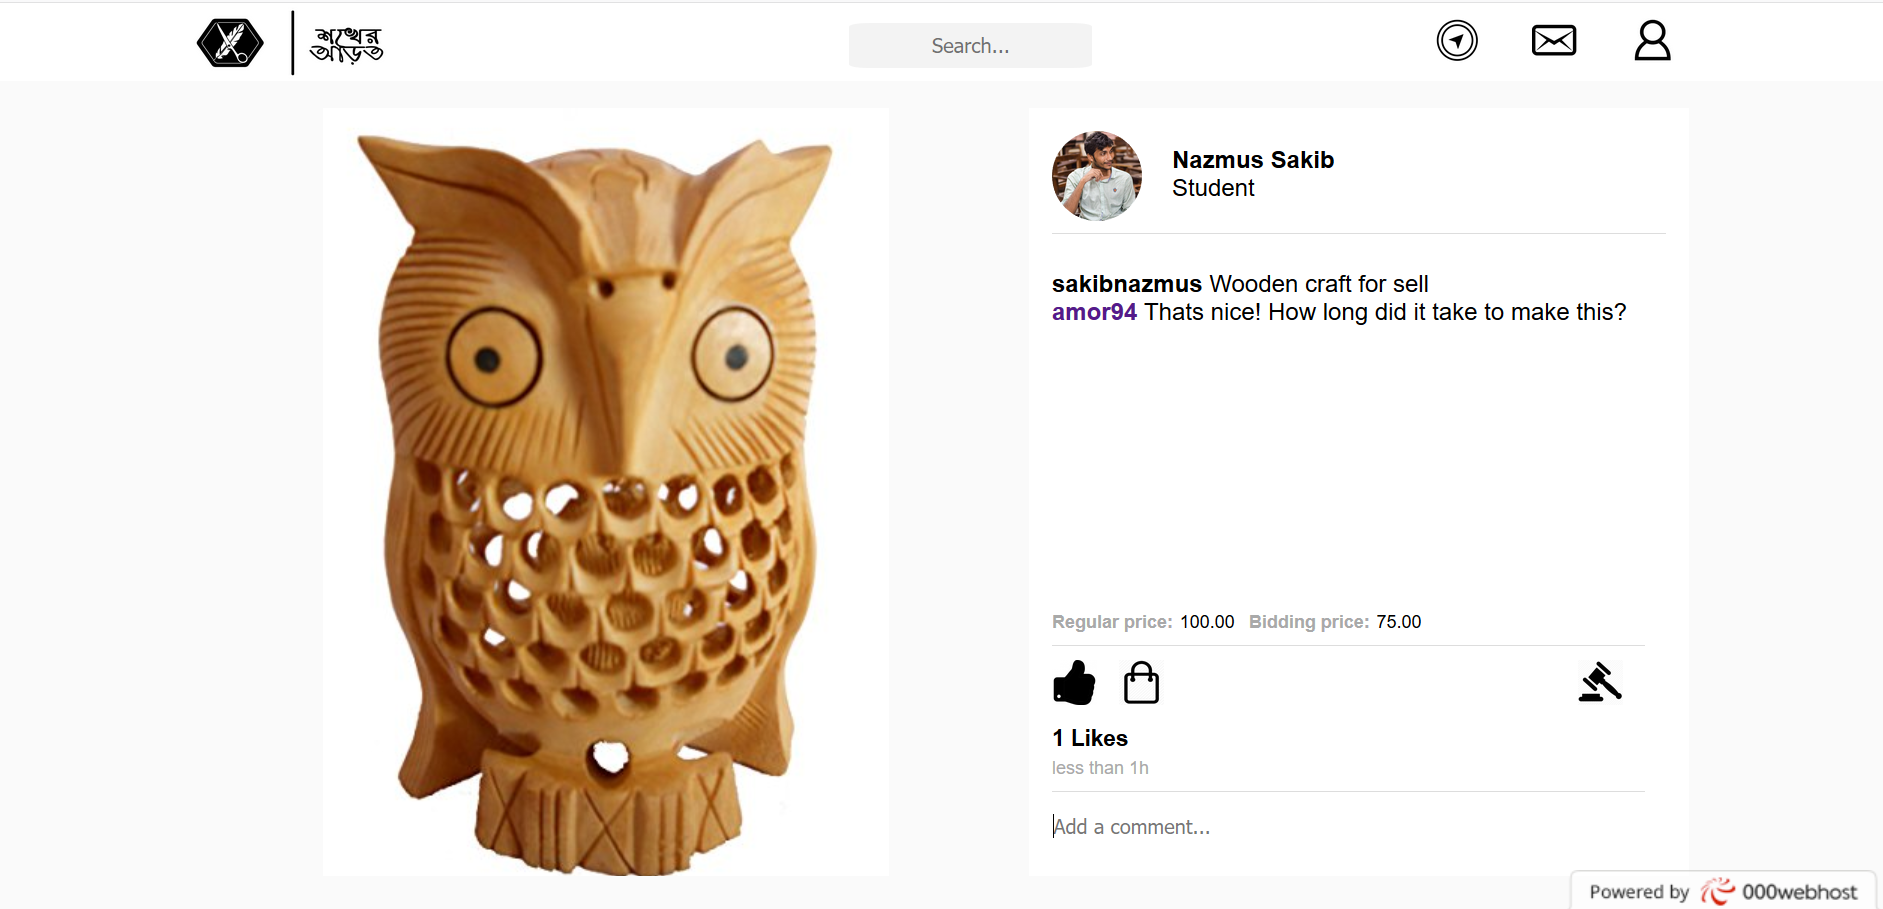 শখের
আড়ত
Search...
Nazmus Sakib
Student
sakibnazmus Wooden craft for sell
amor94 Thats nice! How long did it take to make this?
Regular price: 100.00 Bidding price: 75.00
1 Likes
less than 1h
Add a comment...
Powered by 000webhost